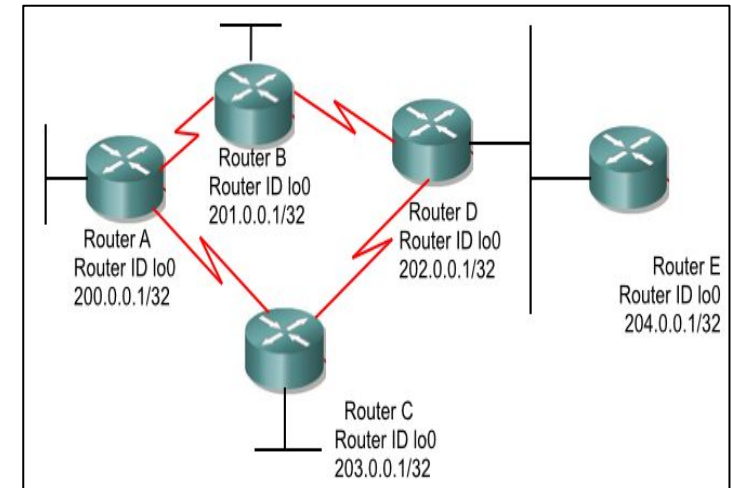 Router B
Router ID lo0
201.0.0.1/32
Router A
Router ID lo0
200.0.0.1/32
Router D
Router ID lo0
202.0.0.1/32
Router E
Router ID lo0
204.0.0.1/32
Router C
Router ID lo0
203.0.0.1/32